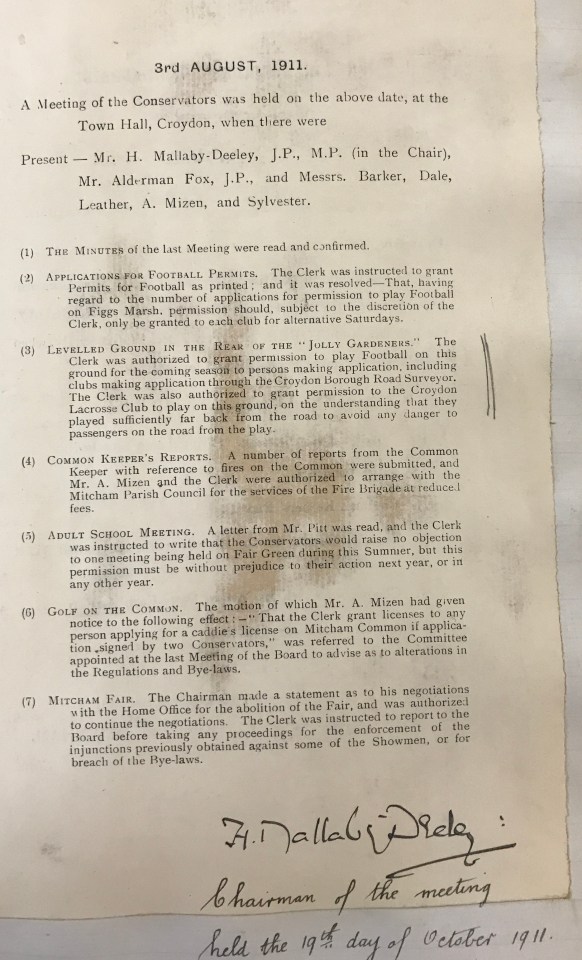 3rd AUGUST, 1911.
A Meeting of the Conservators was held on the above date, at the
Town Hall, Croydon, when there were
Present — Mr. H. Mallaby-Deeley, J.P., M.P. (in the Chair),
Mr. Alderman Fox, J.P., and Messrs. Barker, Dale,
Leather, A. Mizen, and Sylvester.
(1) THE MINUTES of the last Meeting were read and confirmed.
(2) APPLICATIONS FOR FOOTBALL PERMITS. The Clerk was instructed to grant
Permits for Football as printed; and it was resolved—That, having
regard to the number of applications for permission to play Football
on Figgs Marsh, permission should, subject to the discretion of the
Clerk, only be granted to each club for alternative Saturdays.
(3) LEVELLED GROUND IN THE REAR OF THE "JOLLY GARDENERS." The
Clerk was authorized to grant permission to play Football on this
ground for the coming season to persons making application, including
clubs making application through the Croydon Borough Road Surveyor.
The Clerk was also authorized to grant permission to the Croydon
Lacrosse Club to play on this ground, on the understanding that they
played sufficiently far back from the road to avoid any danger to
passengers on the road from the play.
(4) COMMON KEEPER'S REPORTS. A number of reports from the Common
Keeper with reference to fires on the Common were submitted, and
Mr. A. Mizen and the Clerk were authorized to arrange with the
Mitcham Parish Council for the services of the Fire Brigade at reduced
fees.
(5) ADULT SCHOOL MEETING. A letter from Mr. Pitt was read, and the Clerk
was instructed to write that the Conservators would raise no objection
to one meeting being held on Fair Green during this Summer, but this
permission must be without prejudice to their action next year, or in
any other year.
(6) GOLF ON THE COMMON. The motion of which Mr. A. Mizen had given
notice to the following effect:—"That the Clerk grant licenses to any
person applying for a caddie's license on Mitcham Common if applica-
tion signed by two Conservators," was referred to the Committee
appointed at the last Meeting of the Board to advise as to alterations in
the Regulations and Bye-laws.
(7) MITCHAM FAIR. The Chairman made a statement as to his negotiations
with the Home Office for the abolition of the Fair, and was authorized
to continue the negotiations. The Clerk was instructed to report to the
Board before taking any proceedings for the enforcement of the
injunctions previously obtained against some of the Showmen, or for
breach of the Bye-laws.
H. Mallaby-Deeley :
Chairman of the meeting
held the 19th day of October 1911.